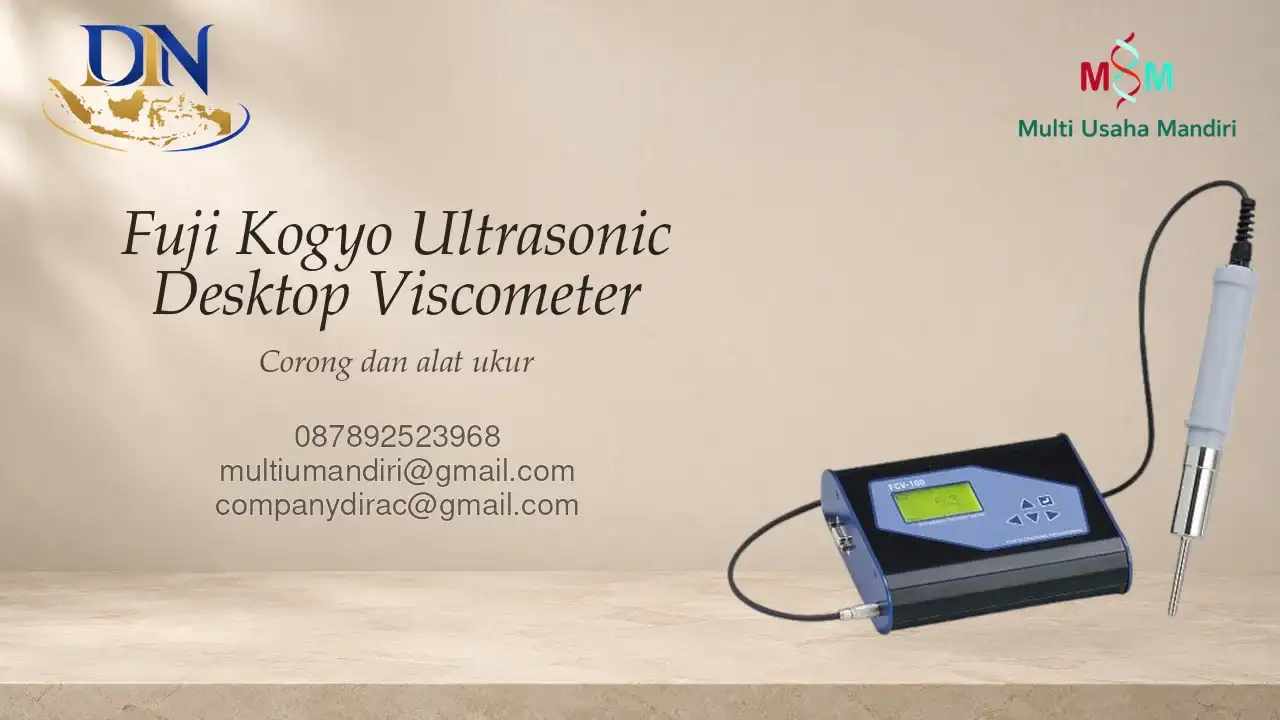 DN
MSM
Multi Usaha Mandiri
Fuji Kogyo Ultrasonic
Desktop Viscometer
Corong dan alat ukur
087892523968
multiumandiri@gmail.com
companydirac@gmail.com
FCV-100